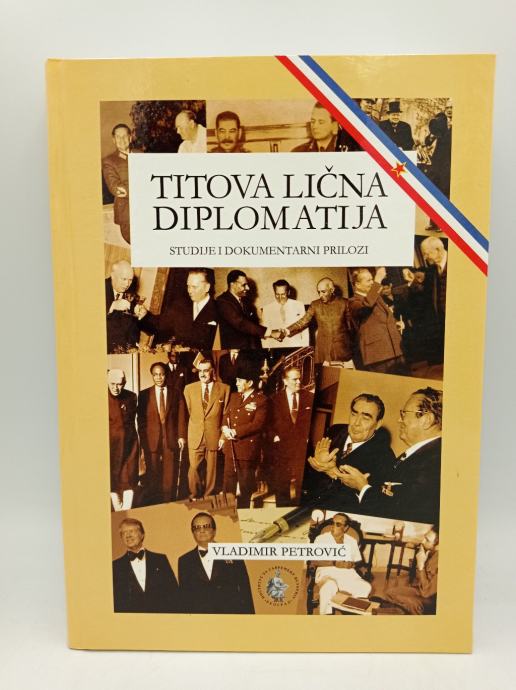 TITOVA LIČNA
DIPLOMATIJA
STUDIJE I DOKUMENTARNI PRILOZI
VLADIMIR PETROVIĆ